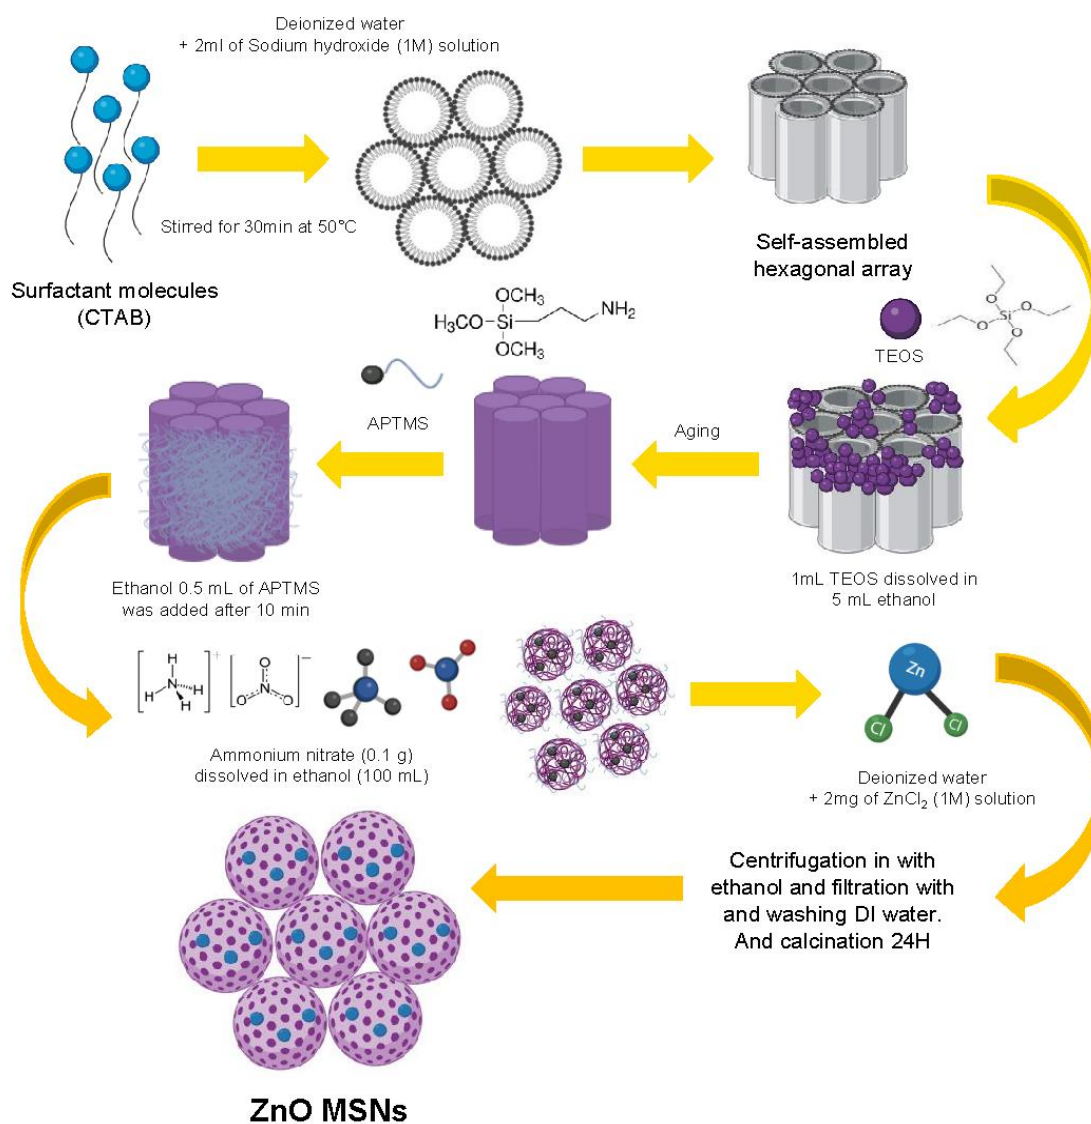 Deionized water
+ 2ml of Sodium hydroxide (1M) solution
Stirred for 30min at 50°C
Surfactant molecules
(CTAB)
Self-assembled
hexagonal array
TEOS
O
O
Si
O
O
OCH₃
H₃CO
Si
NH₂
OCH₃
APTMS
Aging
1mL TEOS dissolved in
5 mL ethanol
Ethanol 0.5 mL of APTMS
was added after 10 min
H
N
H
H
H
+
O
N
O
O
−
Ammonium nitrate (0.1 g)
dissolved in ethanol (100 mL)
Zn
Cl
Cl
Deionized water
+ 2mg of ZnCl₂ (1M) solution
Centrifugation in with
ethanol and filtration with
and washing DI water.
And calcination 24H
ZnO MSNs